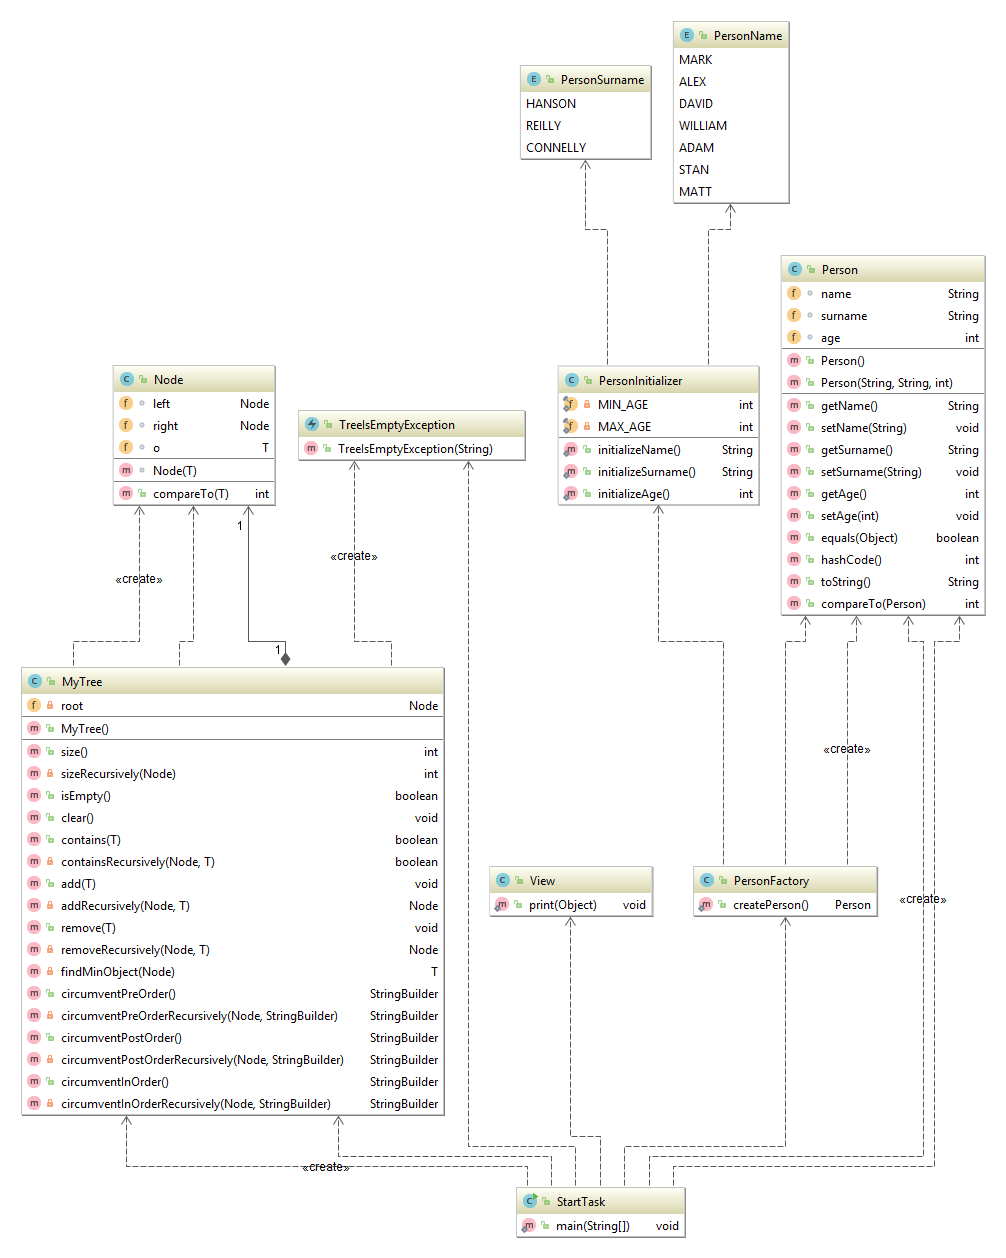 PersonName
MARK
ALEX
DAVID
WILLIAM
ADAM
STAN
MATT
PersonSurname
HANSON
REILLY
CONNELLY
Person
name String
surname String
age int
Person()
Person(String, String, int)
getName() String
setName(String) void
getSurname() String
setSurname(String) void
getAge() int
setAge(int) void
equals(Object) boolean
hashCode() int
toString() String
compareTo(Person) int
Node
left Node
right Node
o T
Node(T)
compareTo(T) int
TreeIsEmptyException
TreeIsEmptyException(String)
PersonInitializer
MIN_AGE int
MAX_AGE int
initializeName() String
initializeSurname() String
initializeAge() int
1
«create»
«create»
1
MyTree
root Node
MyTree()
size() int
sizeRecursively(Node) int
isEmpty() boolean
clear() void
contains(T) boolean
containsRecursively(Node, T) boolean
add(T) void
addRecursively(Node, T) Node
remove(T) void
removeRecursively(Node, T) Node
findMinObject(Node) T
circumventPreOrder() StringBuilder
circumventPreOrderRecursively(Node, StringBuilder) StringBuilder
circumventPostOrder() StringBuilder
circumventPostOrderRecursively(Node, StringBuilder) StringBuilder
circumventInOrder() StringBuilder
circumventInOrderRecursively(Node, StringBuilder) StringBuilder
«create»
View
print(Object) void
PersonFactory
createPerson() Person
«create»
«create»
StartTask
main(String[]) void